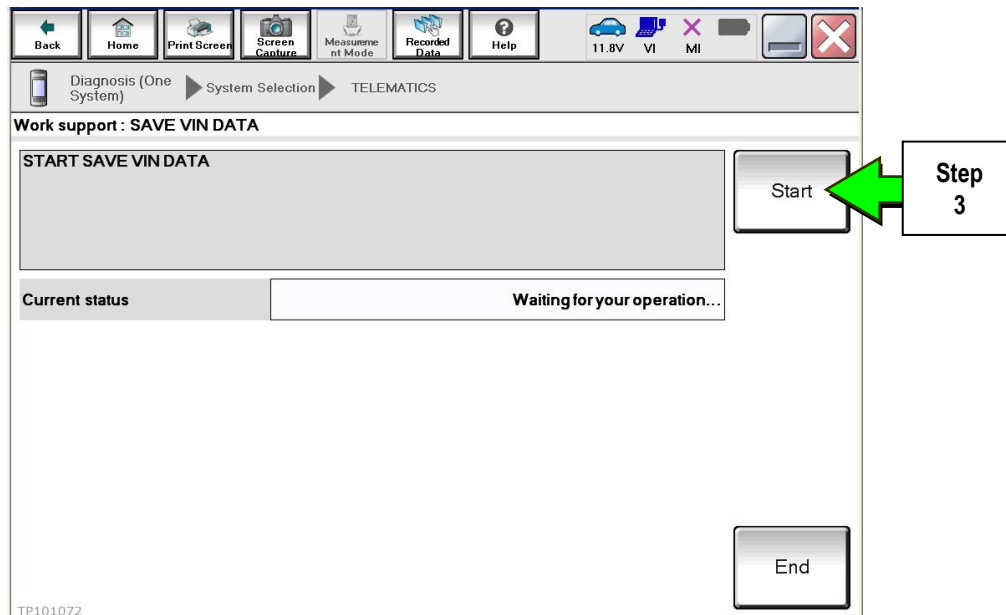 Back
Home
Print Screen
Screen
Capture
Measureme
nt Mode
Recorded
Data
Help
11.8V
VI
MI
Diagnosis (One
System)
System Selection
TELEMATICS
Work support : SAVE VIN DATA
START SAVE VIN DATA
Start
Step
3
Current status
Waiting for your operation...
End
TP101072